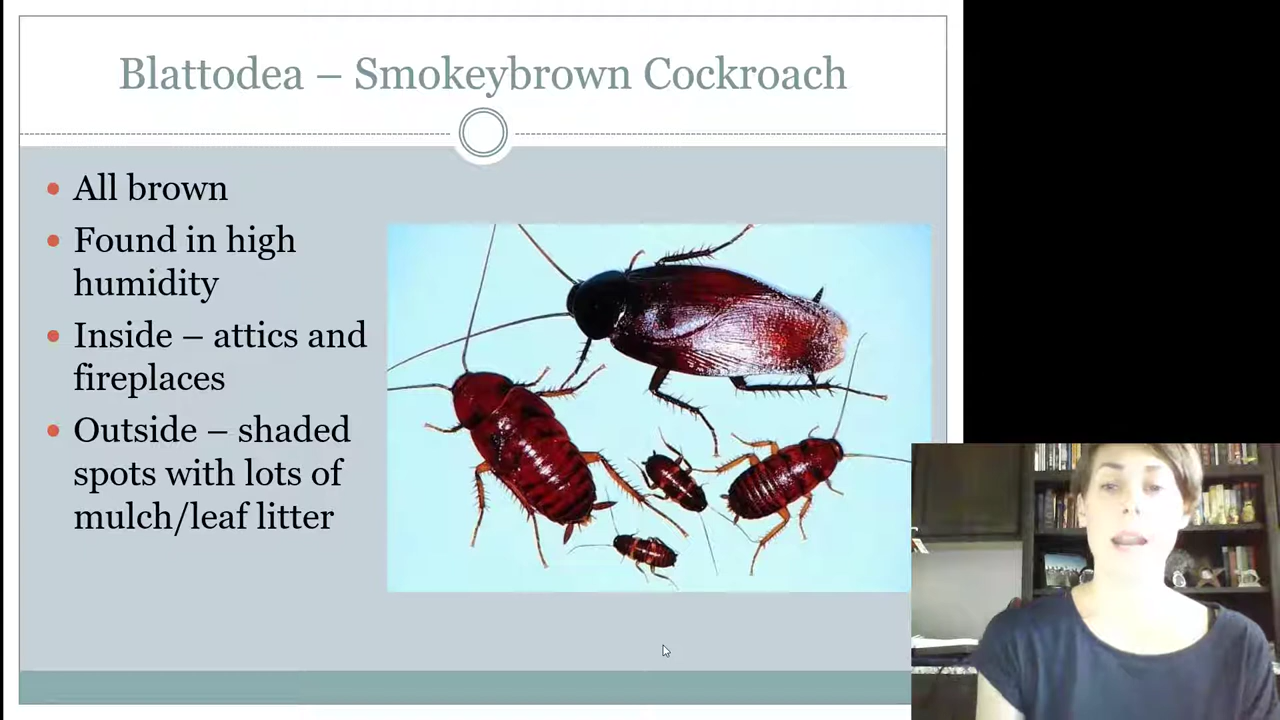 Blattodea – Smokeybrown Cockroach
All brown
Found in high
humidity
Inside – attics and
fireplaces
Outside – shaded
spots with lots of
mulch/leaf litter